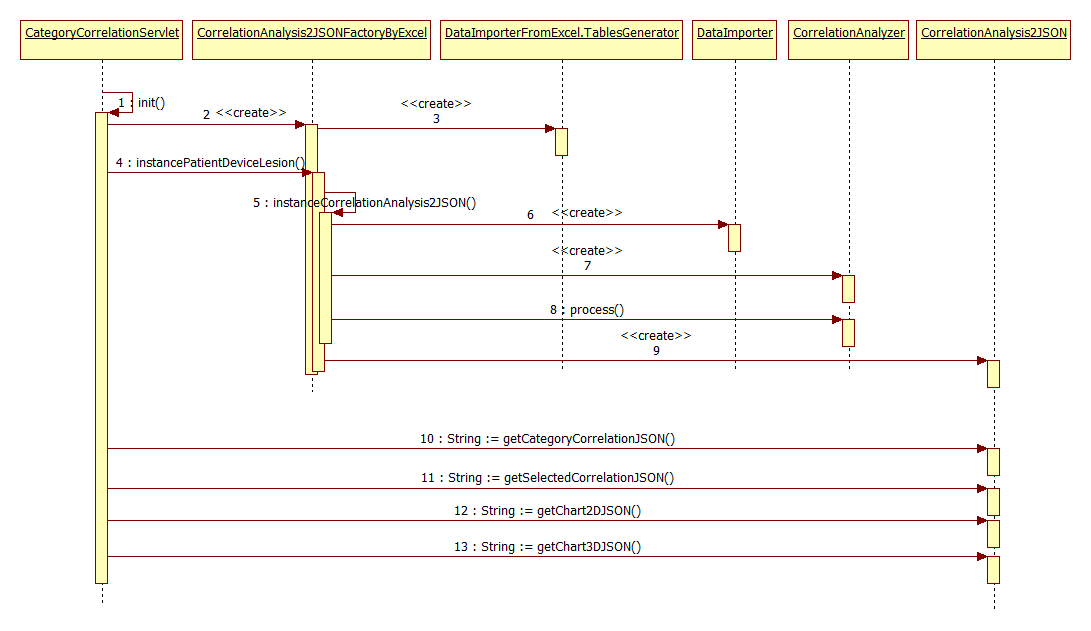 CategoryCorrelationServlet
CorrelationAnalysis2JSONFactoryByExcel
DataImporterFromExcel.TablesGenerator
DataImporter
CorrelationAnalyzer
CorrelationAnalysis2JSON
1 : init()
2 <<create>>
<<create>>
3
4 : instancePatientDeviceLesion()
5 : instanceCorrelationAnalysis2JSON()
6 <<create>>
<<create>>
7
8 : process()
<<create>>
9
10 : String := getCategoryCorrelationJSON()
11 : String := getSelectedCorrelationJSON()
12 : String := getChart2DJSON()
13 : String := getChart3DJSON()